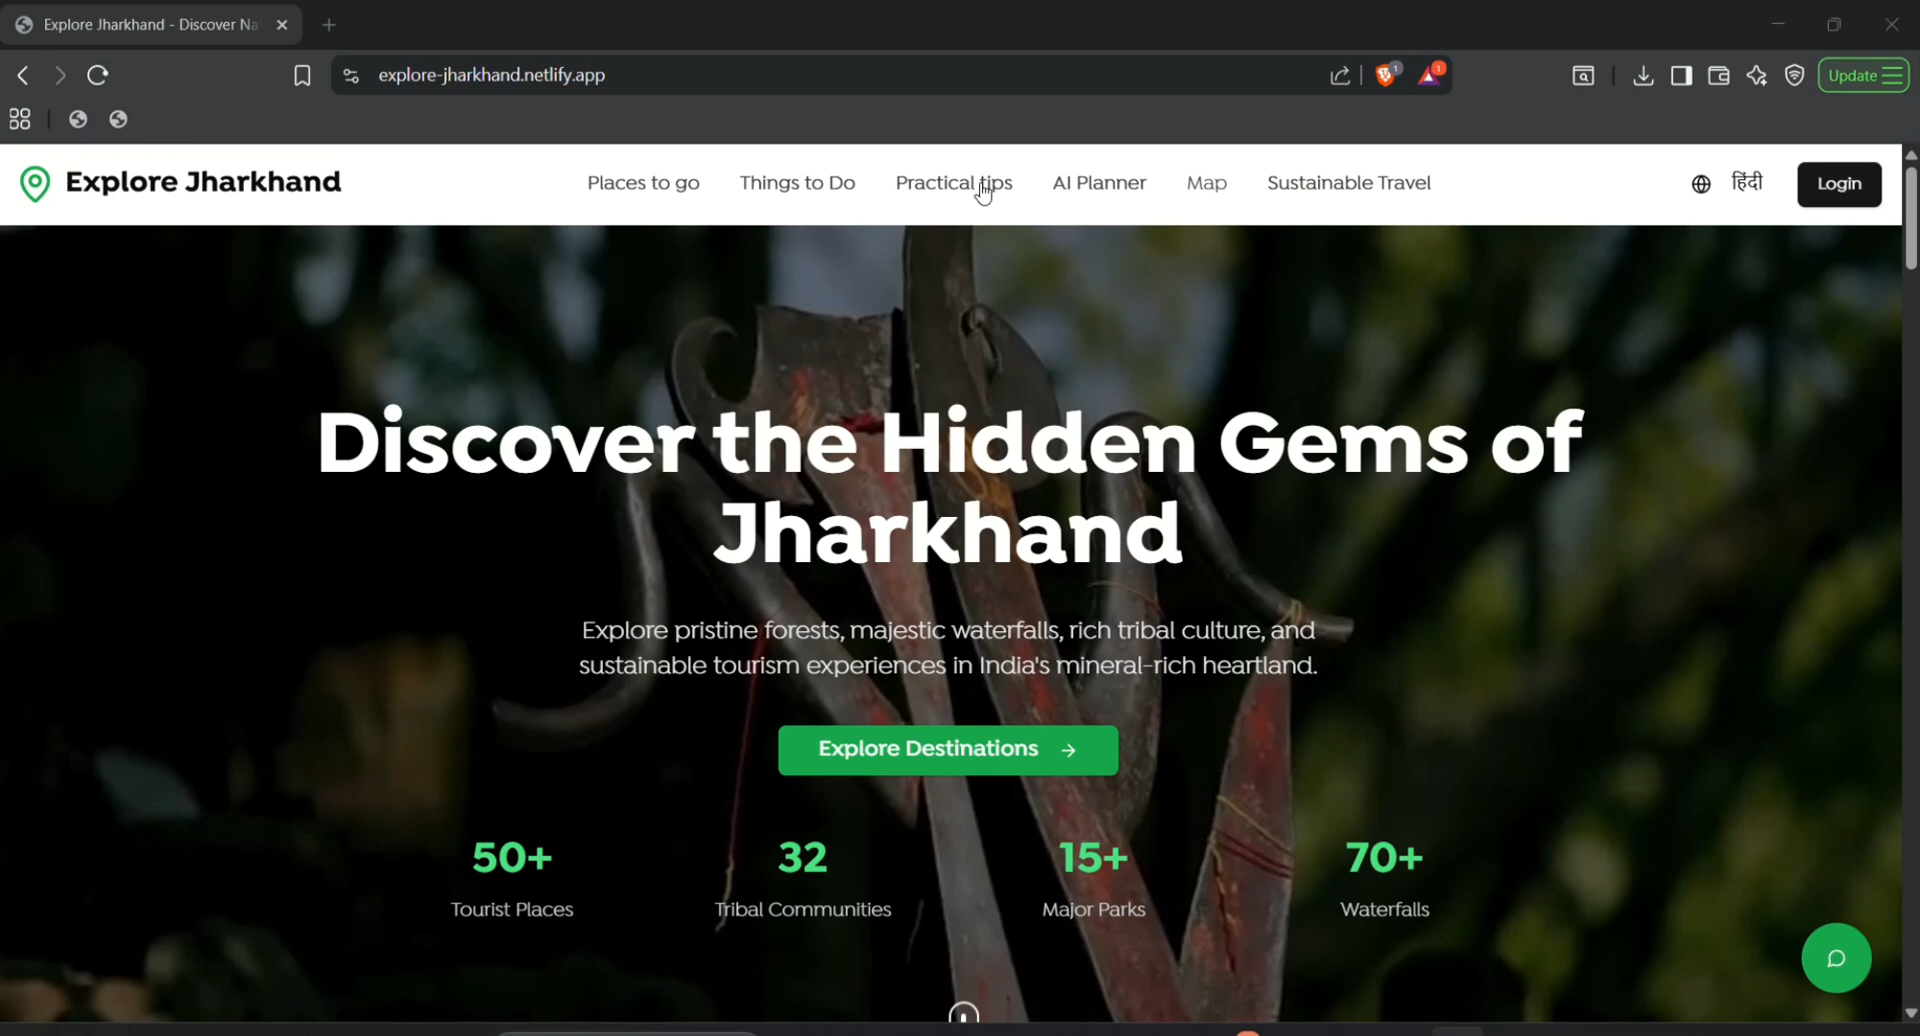 Explore Jharkhand - Discover Na
explore-jharkhand.netlify.app
1
1
Update
Explore Jharkhand
Places to go
Things to Do
Practical tips
AI Planner
Map
Sustainable Travel
हिंदी
Login
Discover the Hidden Gems of
Jharkhand
Explore pristine forests, majestic waterfalls, rich tribal culture, and
sustainable tourism experiences in India's mineral-rich heartland.
Explore Destinations →
50+
Tourist Places
32
Tribal Communities
15+
Major Parks
70+
Waterfalls